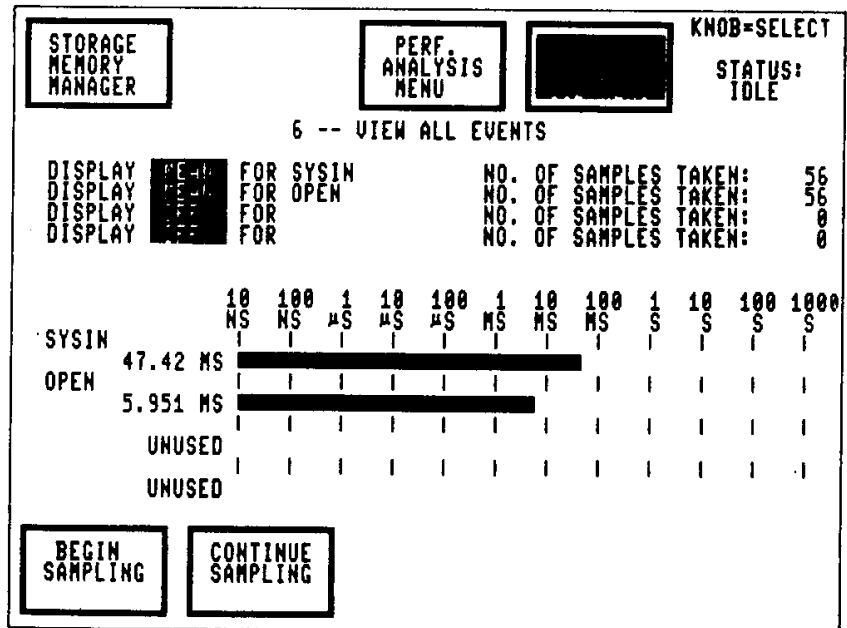 STORAGE
MEMORY
MANAGER
PERF.
ANALYSIS
MENU
KNOB=SELECT
STATUS:
IDLE
6 -- VIEW ALL EVENTS
DISPLAY FOR SYSIN NO. OF SAMPLES TAKEN: 56
DISPLAY FOR OPEN NO. OF SAMPLES TAKEN: 56
DISPLAY FOR NO. OF SAMPLES TAKEN: 0
DISPLAY FOR NO. OF SAMPLES TAKEN: 0
10 100 1 10 100 1 10 100 1 10 100 1000
NS NS µS µS µS MS MS MS S S S S
SYSIN
47.42 MS
OPEN
5.951 MS
UNUSED
UNUSED
BEGIN
SAMPLING
CONTINUE
SAMPLING